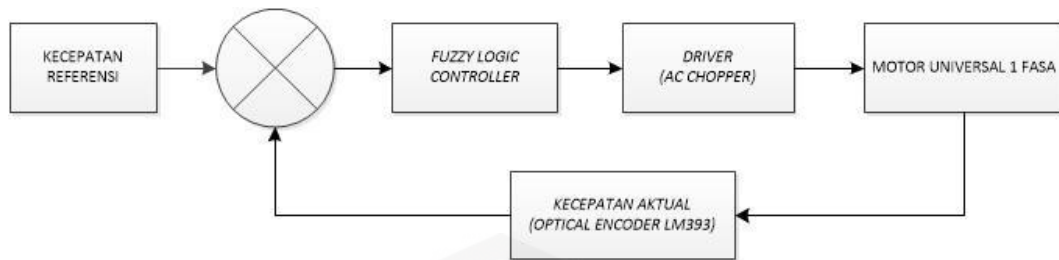 KECEPATAN
REFERENSI
FUZZY LOGIC
CONTROLLER
DRIVER
(AC CHOPPER)
MOTOR UNIVERSAL 1 FASA
KECEPATAN AKTUAL
(OPTICAL ENCODER LM393)